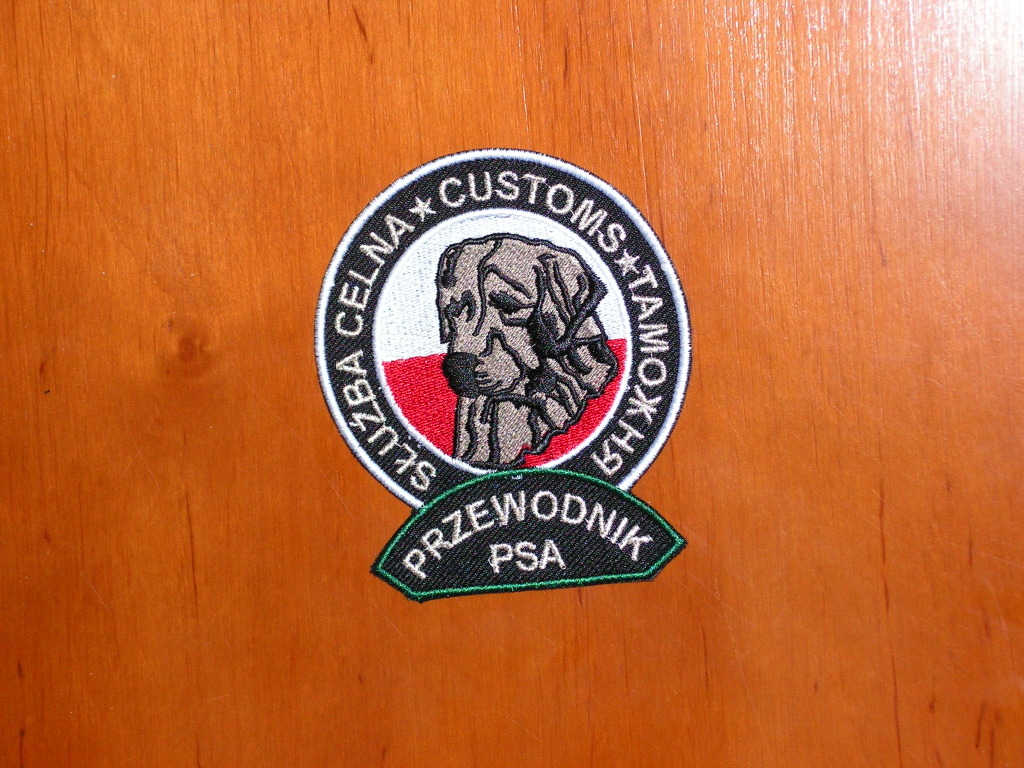 SŁUŻBA CELNA ★ CUSTOMS ★ ТАМОЖНЯ
PRZEWODNIK
PSA